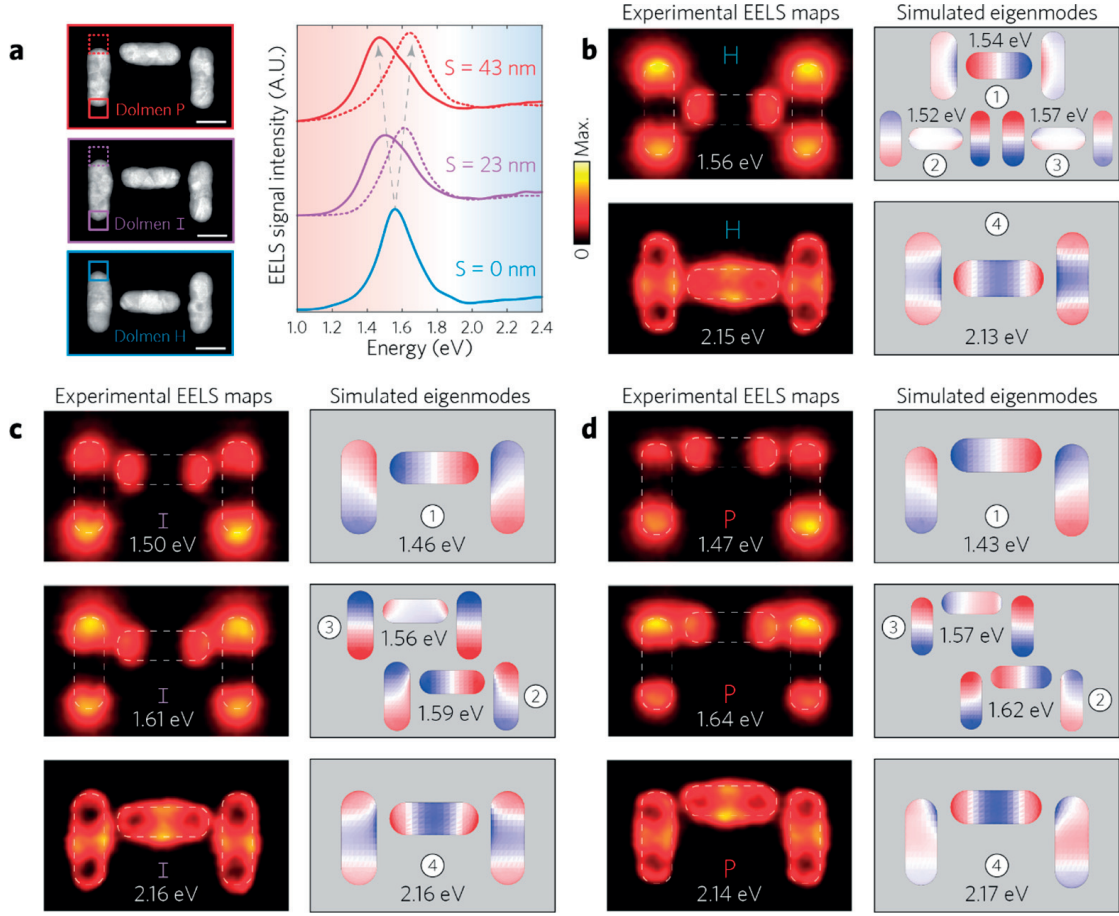 a
Dolmen P
Dolmen I
Dolmen H
EELS signal intensity (A.U.)
S = 43 nm
S = 23 nm
S = 0 nm
1.0 1.2 1.4 1.6 1.8 2.0 2.2 2.4
Energy (eV)
b
Experimental EELS maps
Simulated eigenmodes
0 Max.
H
1.56 eV
1.54 eV
1
1.52 eV
1.57 eV
2
3
H
2.15 eV
4
2.13 eV
c
Experimental EELS maps
Simulated eigenmodes
I
1.50 eV
1
1.46 eV
I
1.61 eV
3
1.56 eV
1.59 eV
2
I
2.16 eV
4
2.16 eV
d
Experimental EELS maps
Simulated eigenmodes
P
1.47 eV
1
1.43 eV
P
1.64 eV
3
1.57 eV
1.62 eV
2
P
2.14 eV
4
2.17 eV